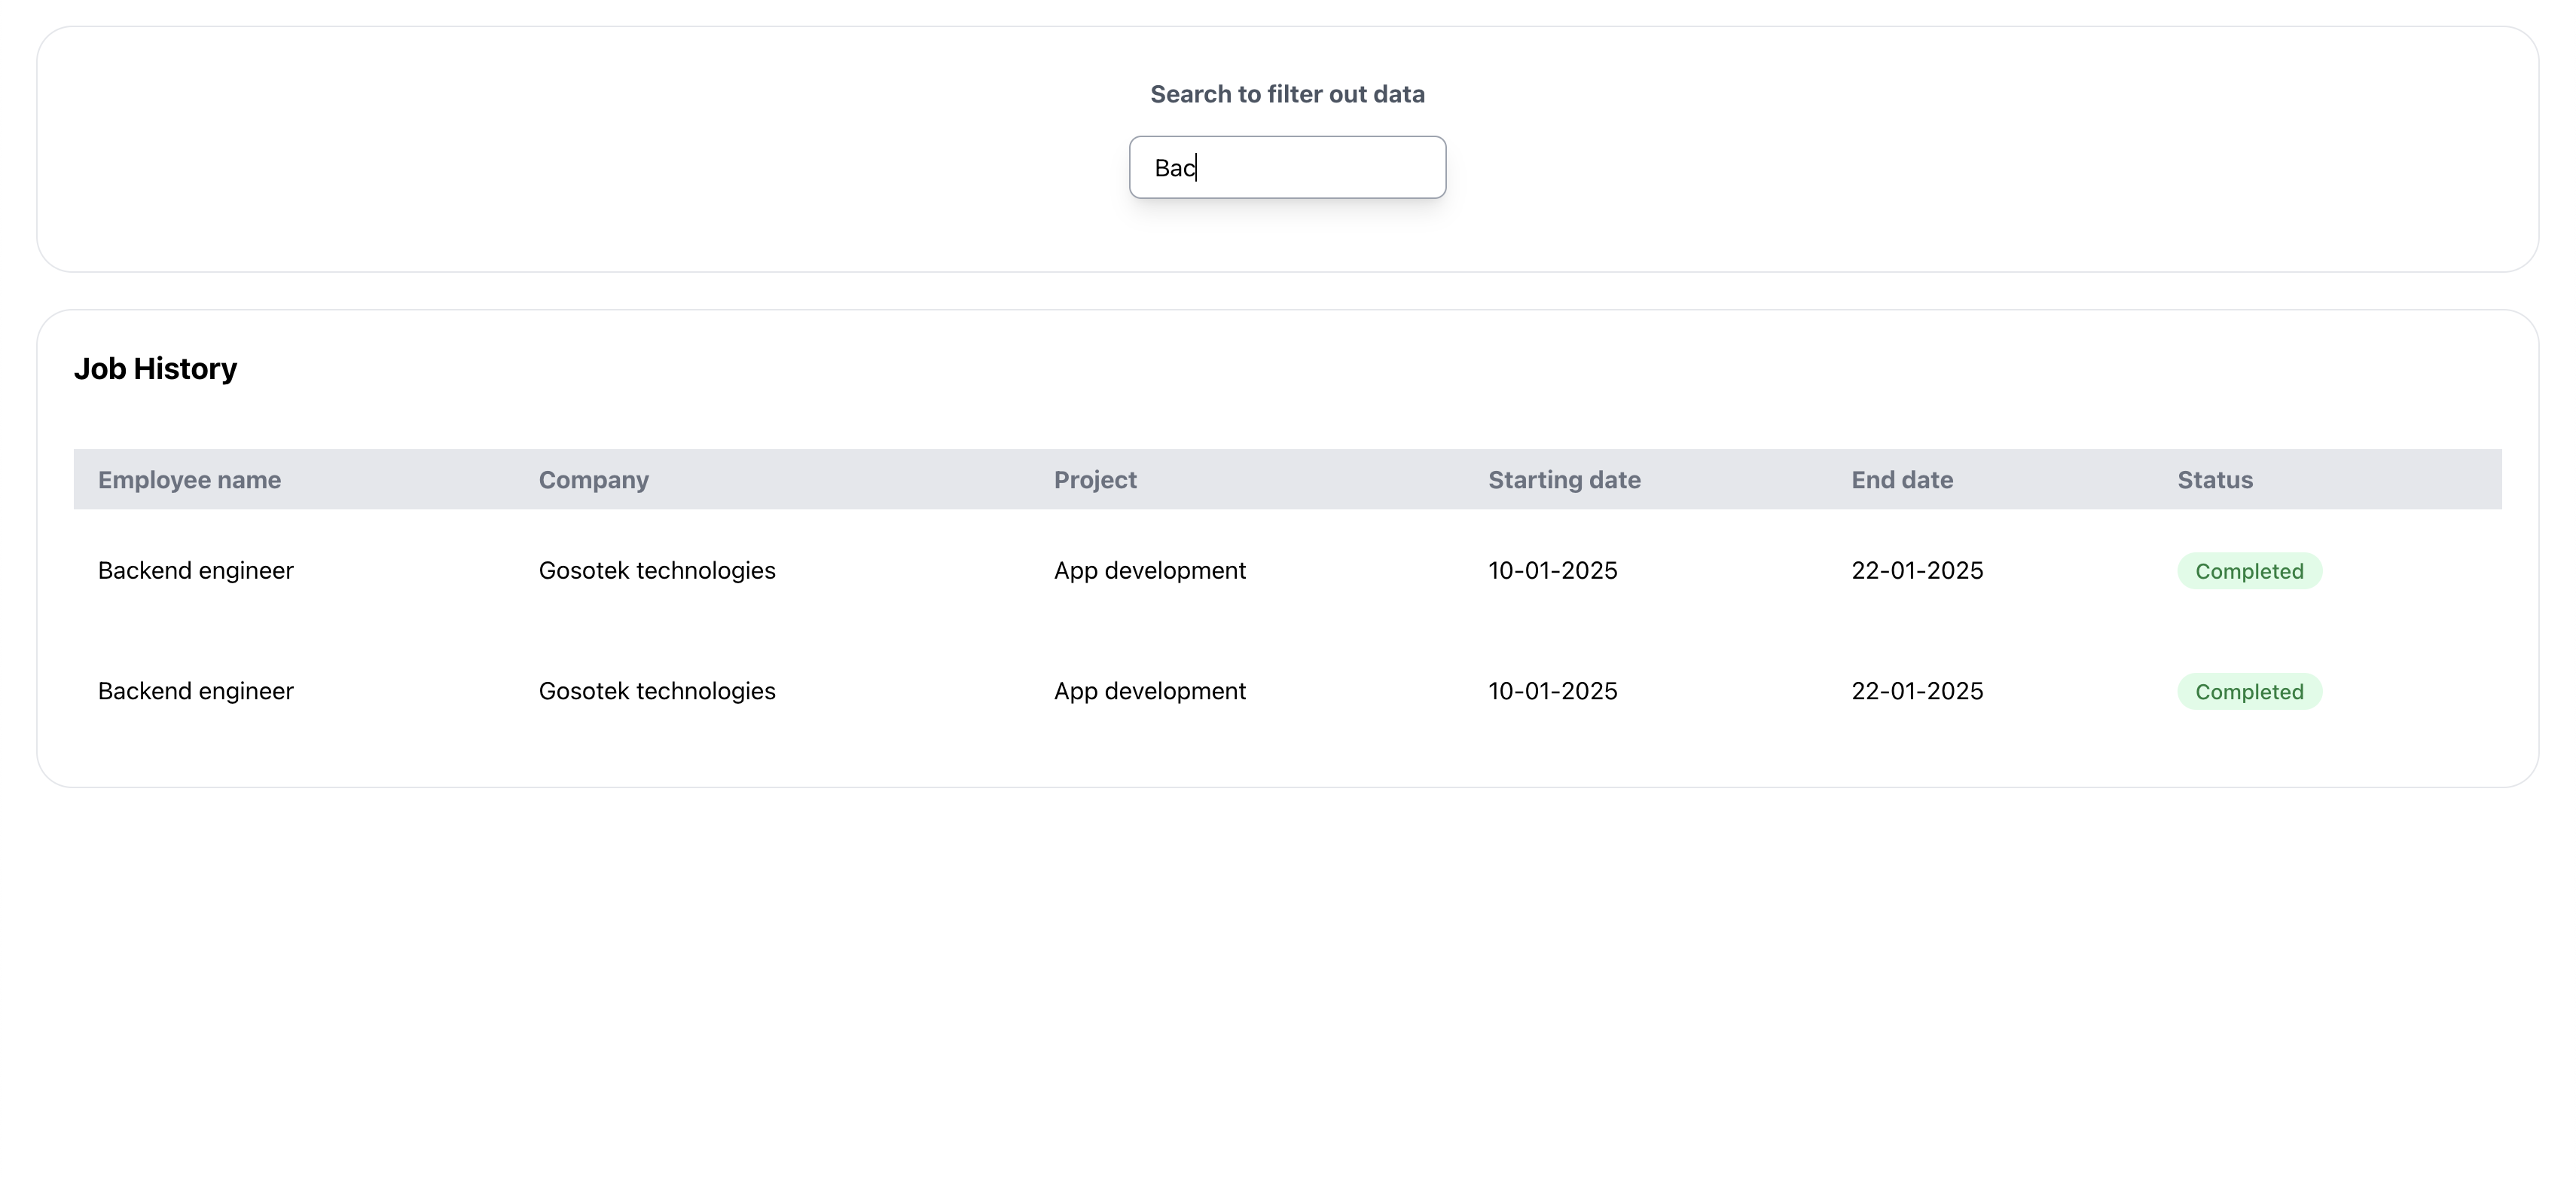 Search to filter out data
Bac
Job History
Employee name Company Project Starting date End date Status
Backend engineer Gosotek technologies App development 10-01-2025 22-01-2025 Completed
Backend engineer Gosotek technologies App development 10-01-2025 22-01-2025 Completed